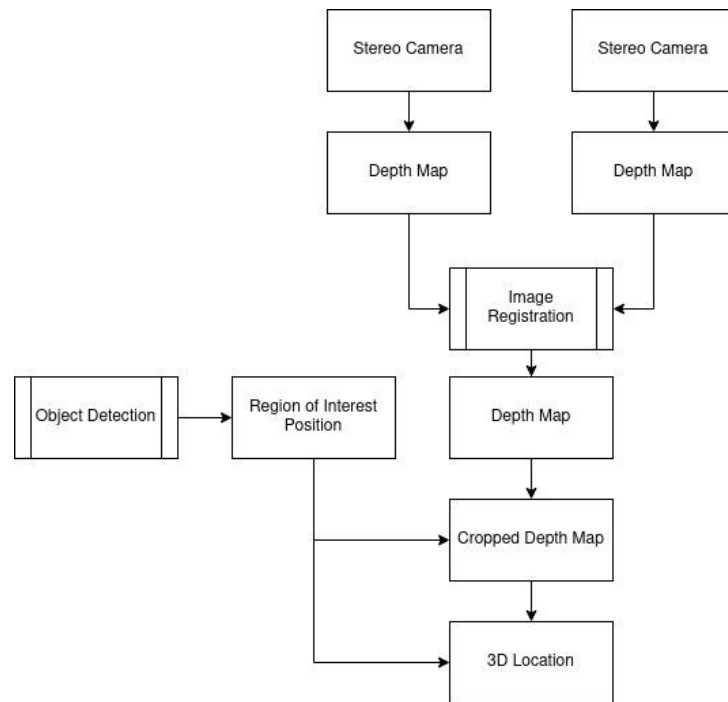 Stereo Camera
Stereo Camera
Depth Map
Depth Map
Image
Registration
Object Detection
Region of Interest
Position
Depth Map
Cropped Depth Map
3D Location